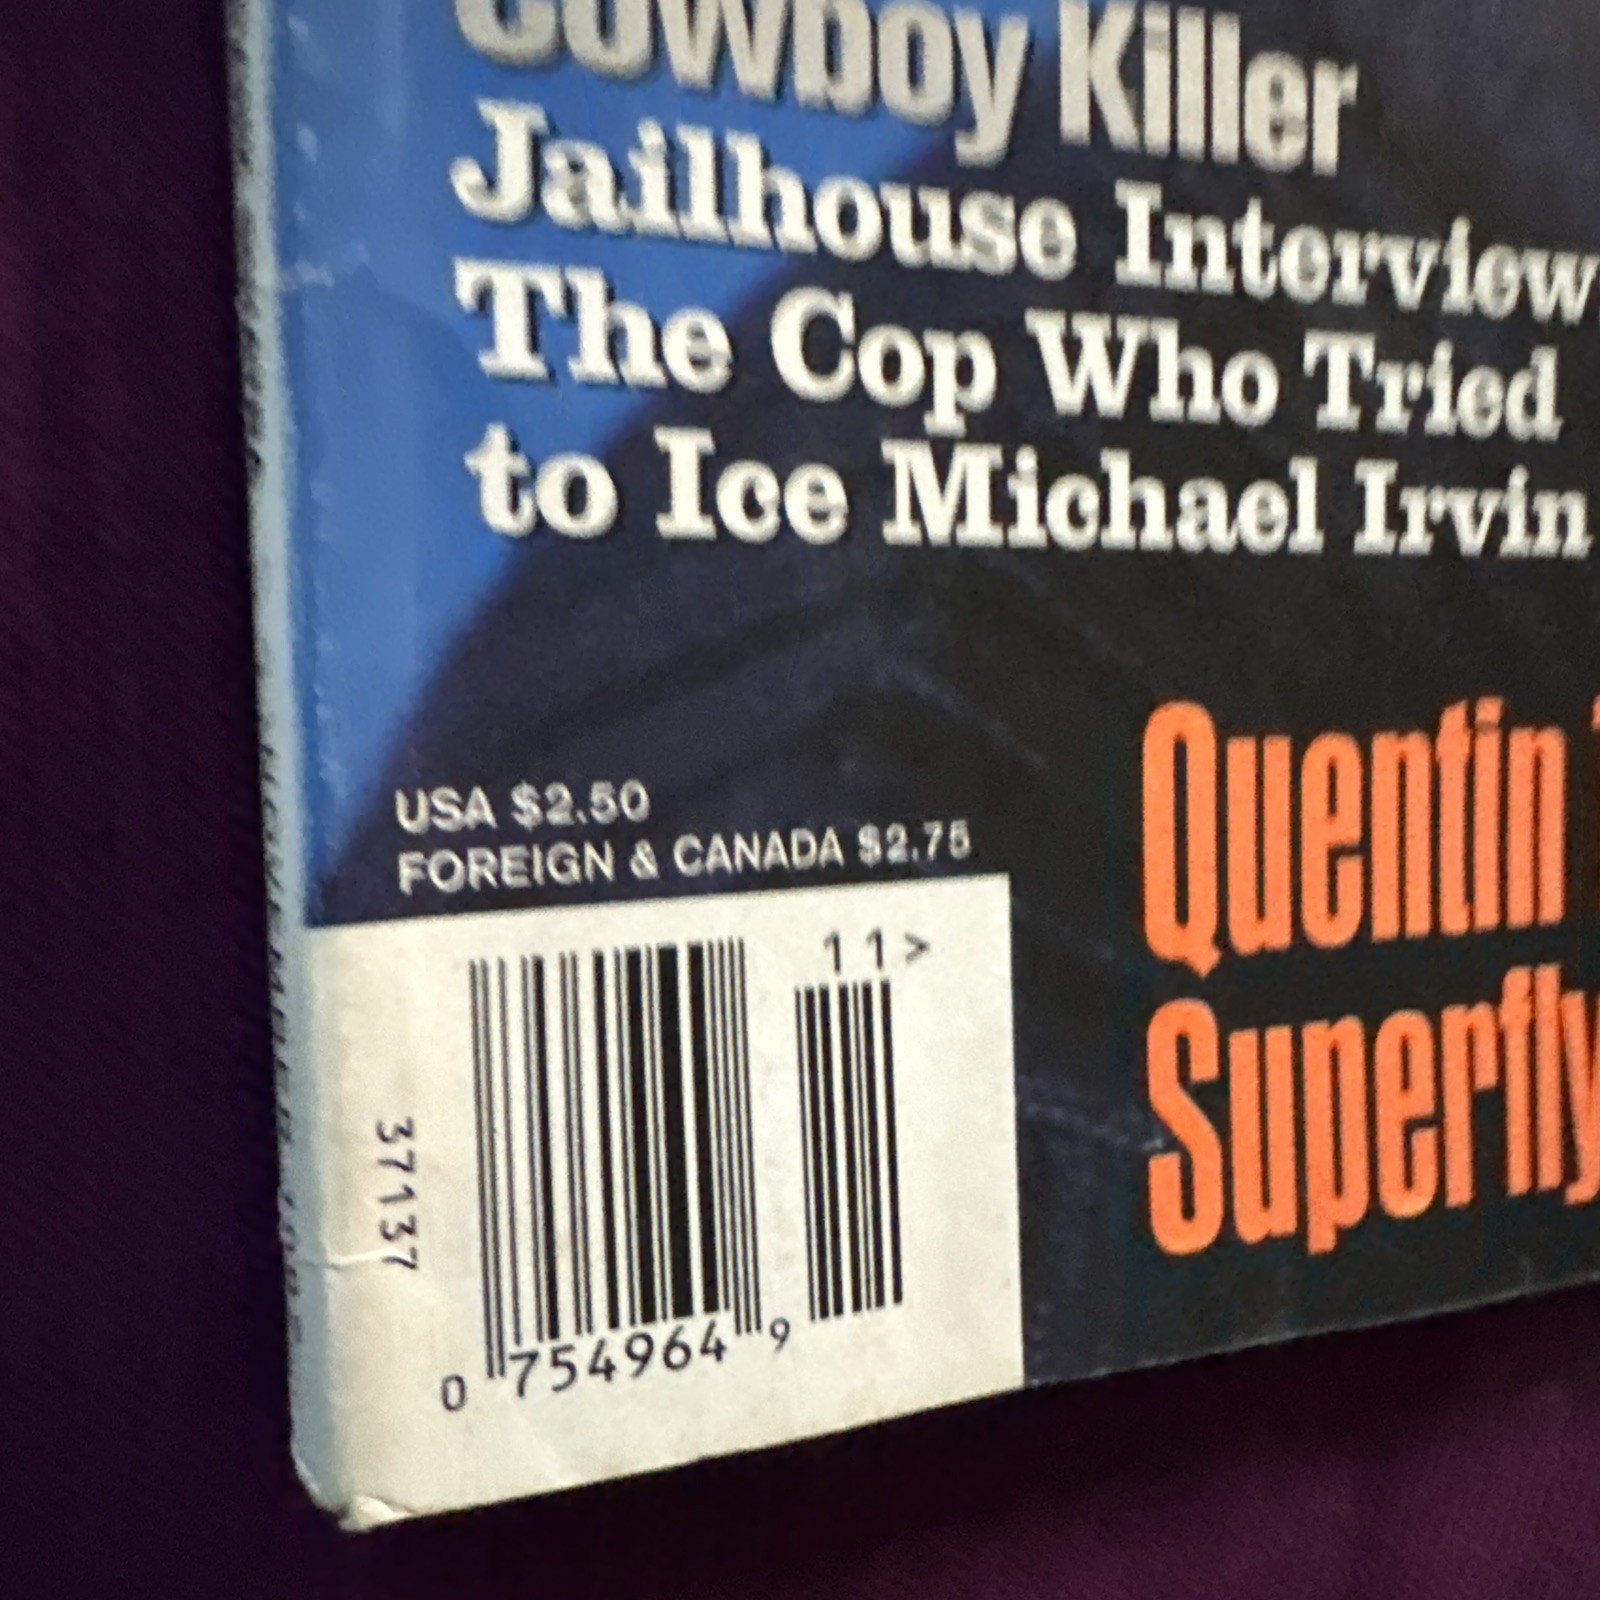 Cowboy Killer
Jailhouse Interview
The Cop Who Tried
to Ice Michael Irvin
Quentin
Superfly
USA $2.50
FOREIGN & CANADA $2.75
11>
37137
0 754964 9